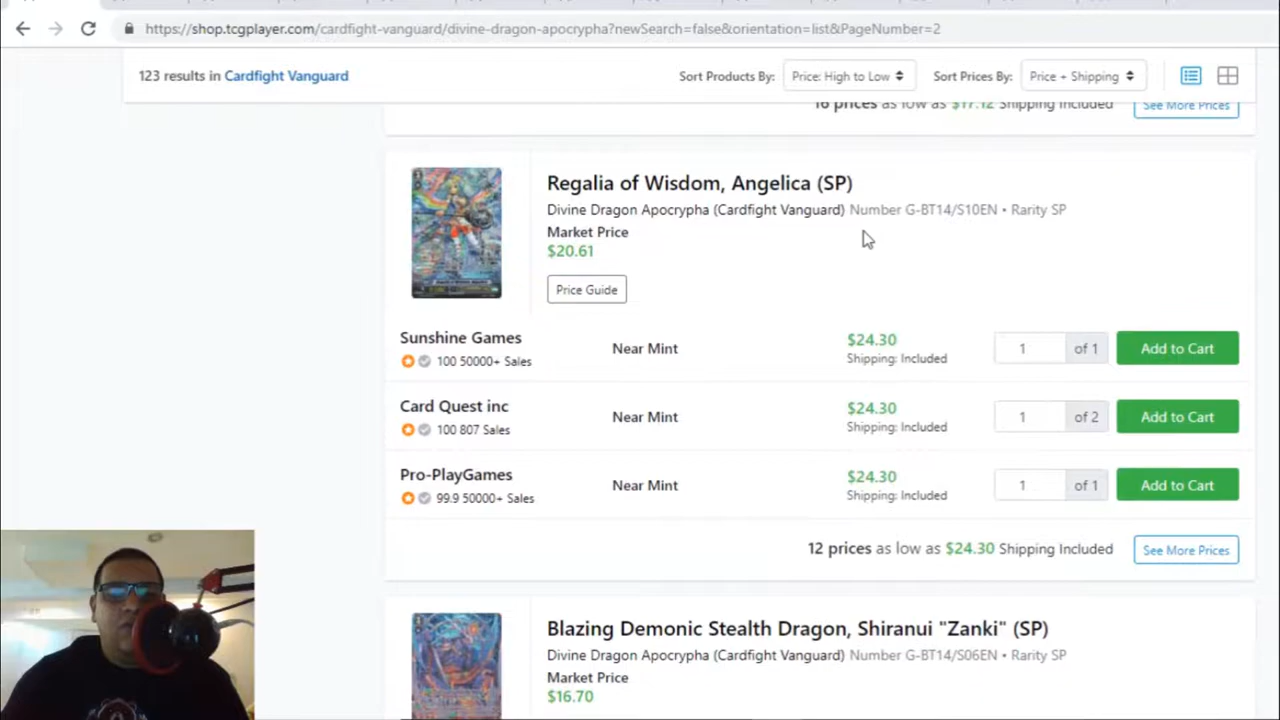 https://shop.tcgplayer.com/cardfight-vanguard/divine-dragon-apocrypha?newSearch=false&orientation=list&PageNumber=2
123 results in Cardfight Vanguard
Sort Products By: Price: High to Low Sort Prices By: Price + Shipping
16 prices as low as $17.12 Shipping Included See More Prices
Regalia of Wisdom, Angelica (SP)
Divine Dragon Apocrypha (Cardfight Vanguard) Number G-BT14/S10EN • Rarity SP
Market Price
$20.61
Price Guide
Sunshine Games
100 50000+ Sales
Near Mint
$24.30
Shipping: Included
1 of 1 Add to Cart
Card Quest inc
100 807 Sales
Near Mint
$24.30
Shipping: Included
1 of 2 Add to Cart
Pro-PlayGames
99.9 50000+ Sales
Near Mint
$24.30
Shipping: Included
1 of 1 Add to Cart
12 prices as low as $24.30 Shipping Included See More Prices
Blazing Demonic Stealth Dragon, Shiranui "Zanki" (SP)
Divine Dragon Apocrypha (Cardfight Vanguard) Number G-BT14/S06EN • Rarity SP
Market Price
$16.70